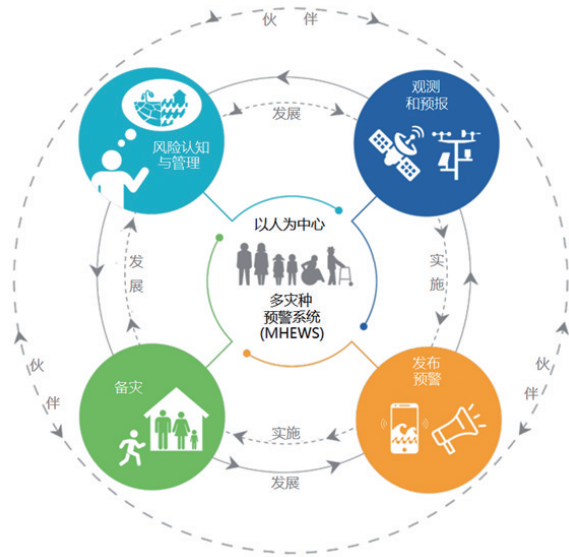 伙伴
发展
风险认知
与管理
观测
和预报
以人为中心
多灾种
预警系统
(MHEWS)
发展
实施
伙伴
伙伴
备灾
发布
预警
实施
发展